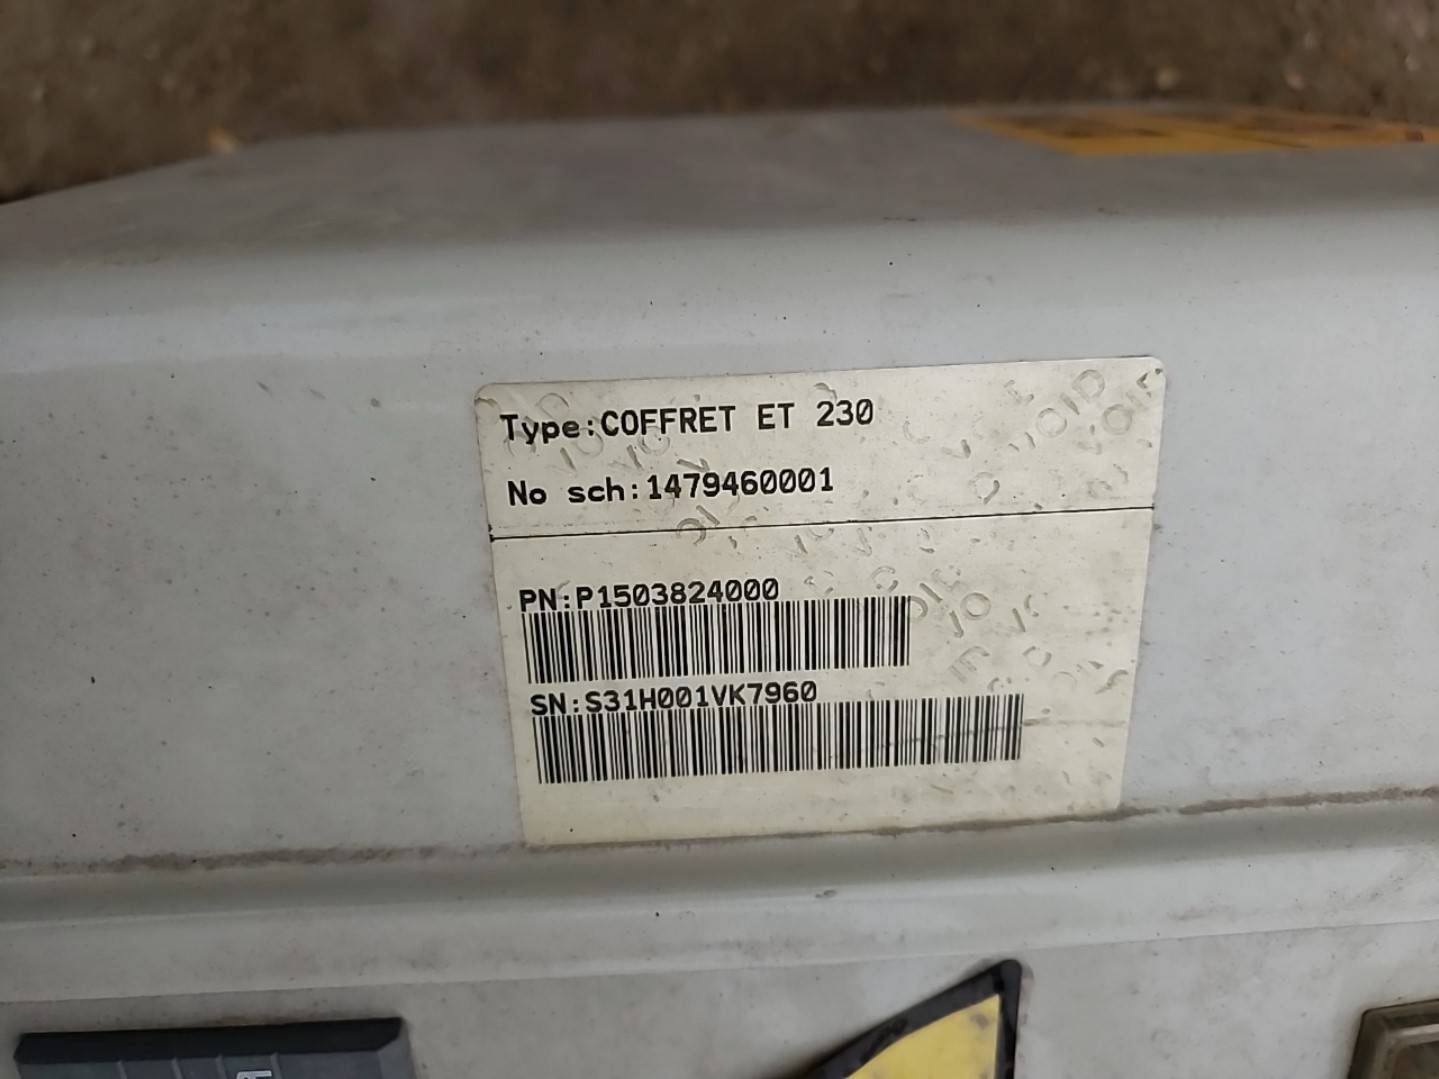 Type:COFFRET ET 230
No sch:1479460001
PN:P1503824000
SN:S31H001VK7960